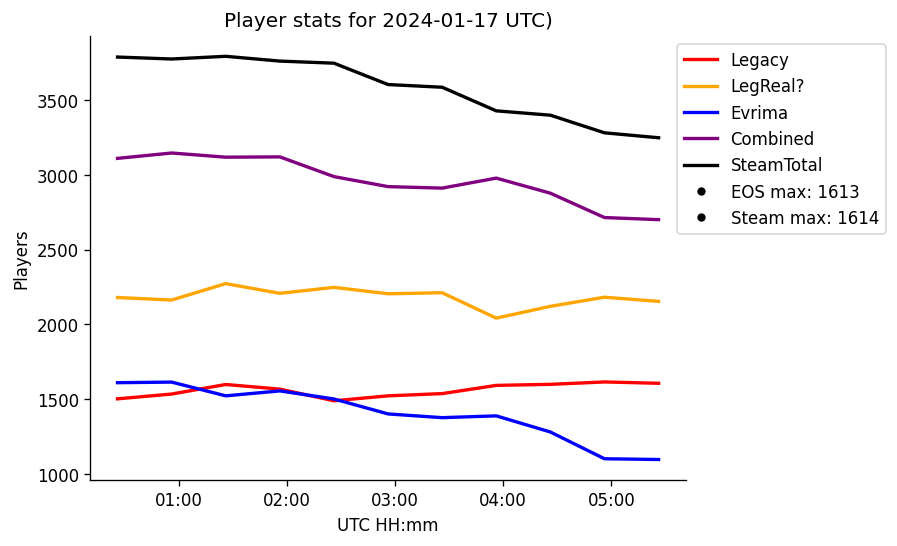 Player stats for 2024-01-17 UTC)
Legacy
LegReal?
Evrima
Combined
SteamTotal
EOS max: 1613
Steam max: 1614
Players
3500
3000
2500
2000
1500
1000
01:00
02:00
03:00
04:00
05:00
UTC HH:mm